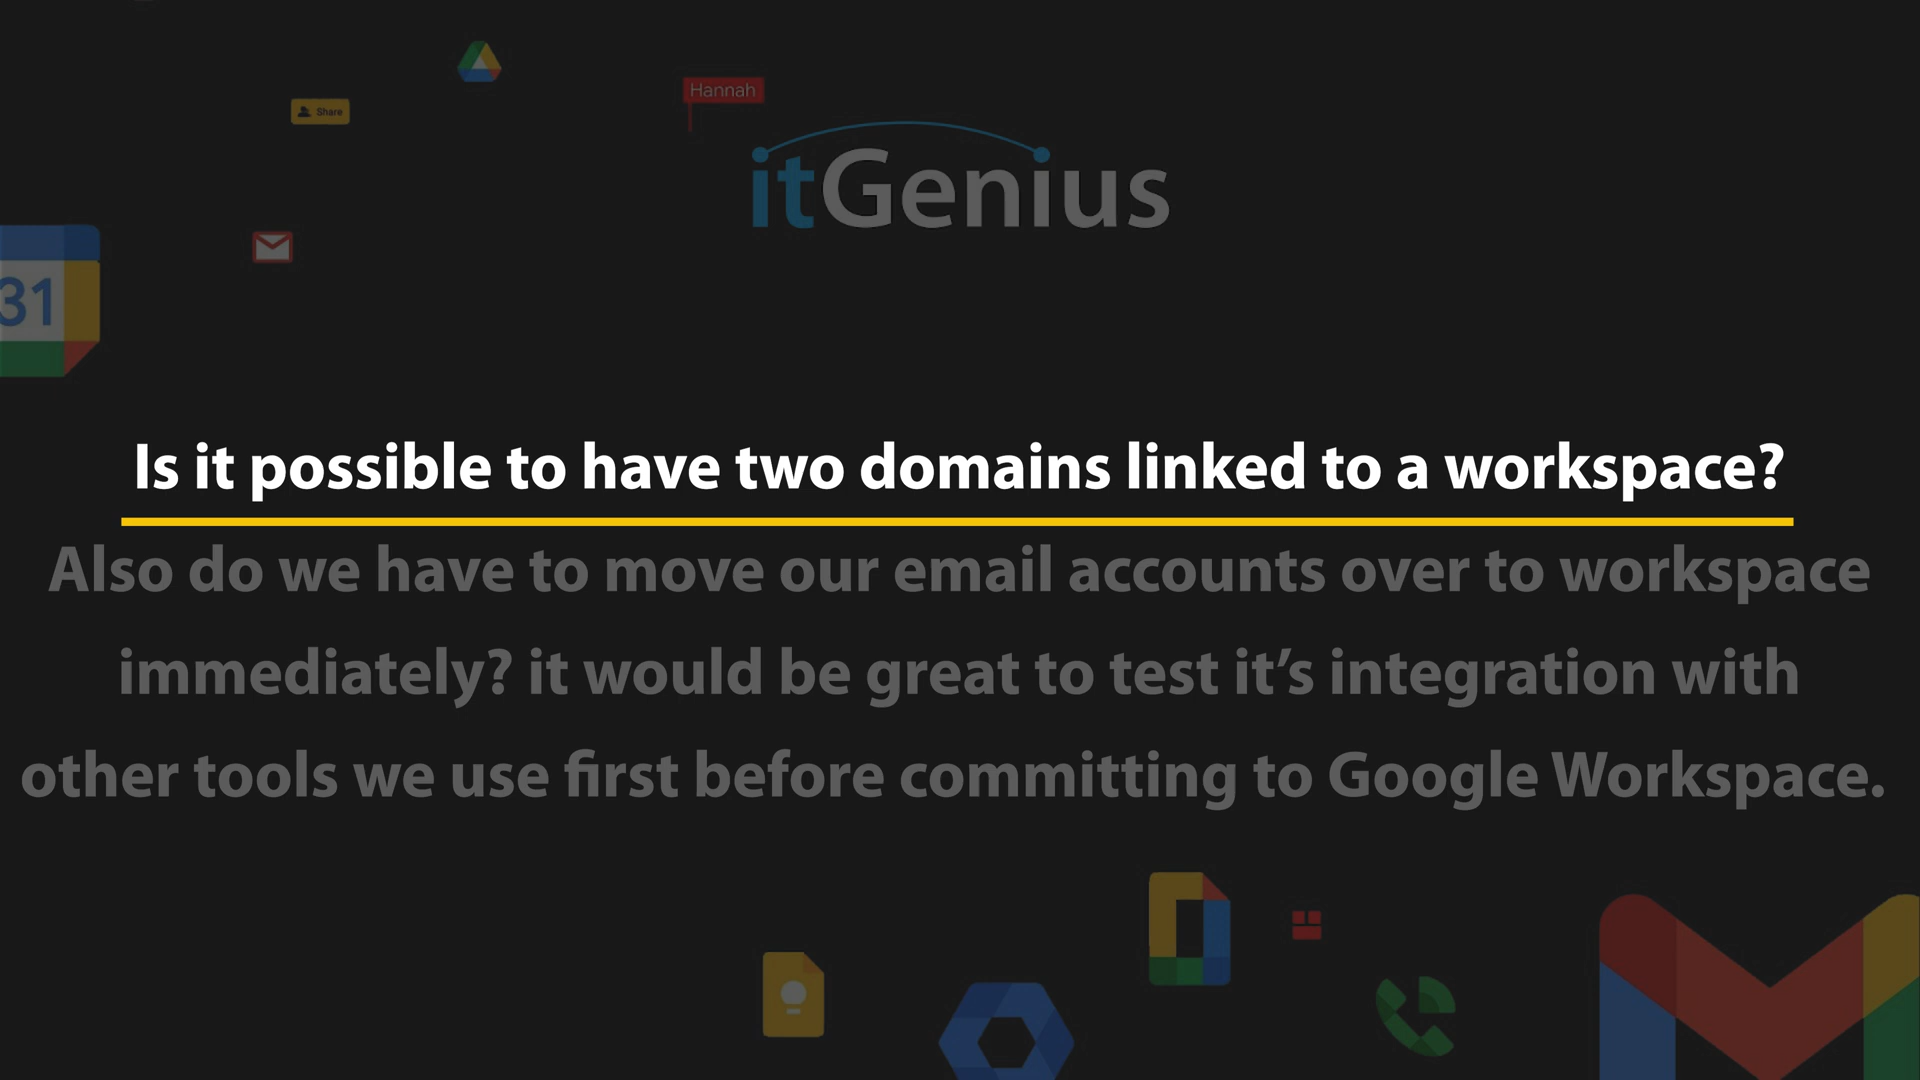 Hannah
Share
itGenius
31
Is it possible to have two domains linked to a workspace?
Also do we have to move our email accounts over to workspace
immediately? it would be great to test it’s integration with
other tools we use first before committing to Google Workspace.